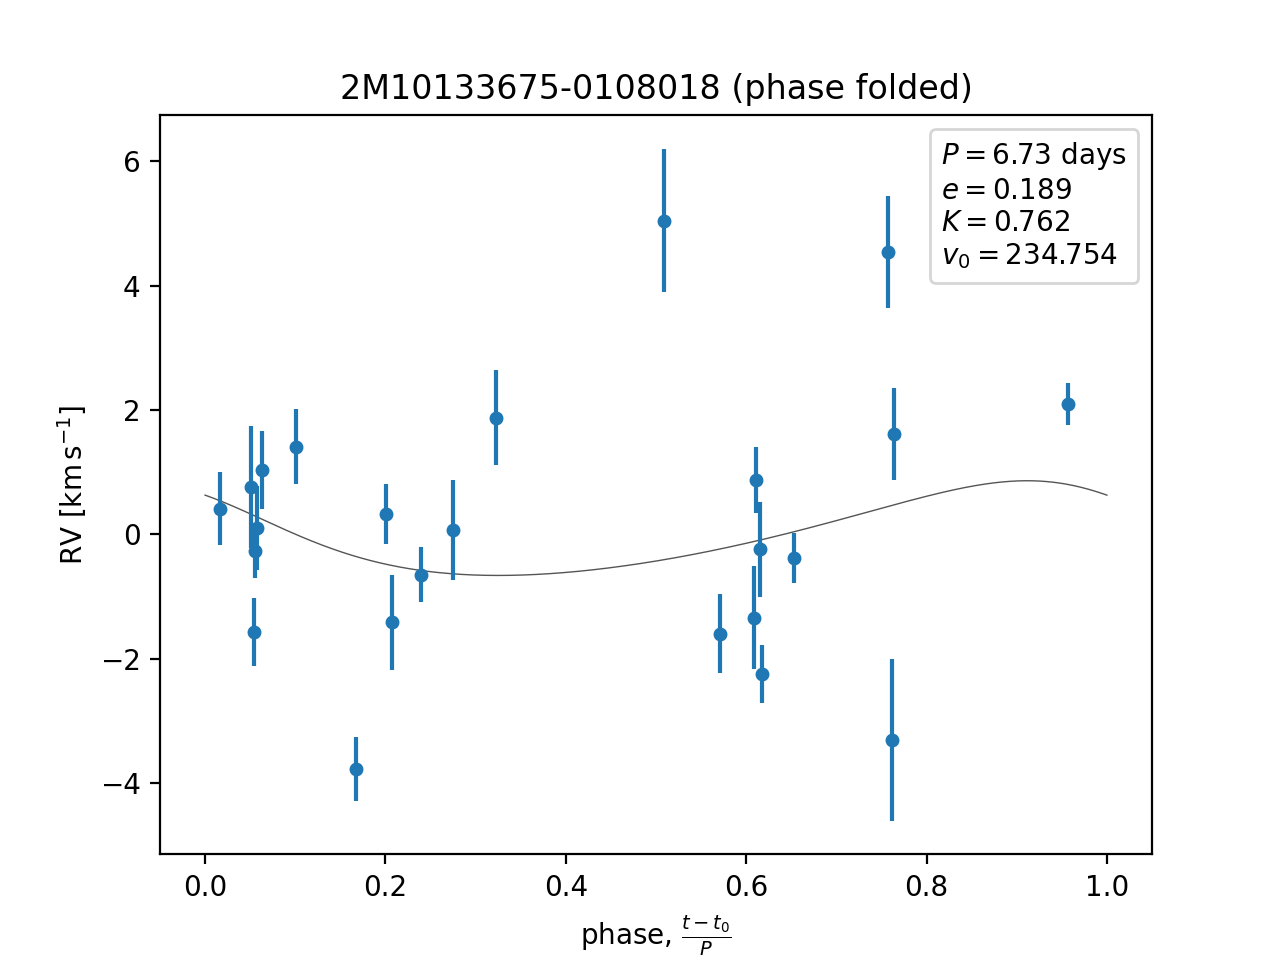 2M10133675-0108018 (phase folded)
P = 6.73 days
e = 0.189
K = 0.762
v₀ = 234.754
RV [km s⁻¹]
6
4
2
0
−2
−4
0.0 0.2 0.4 0.6 0.8 1.0
phase, (t − t₀)/P